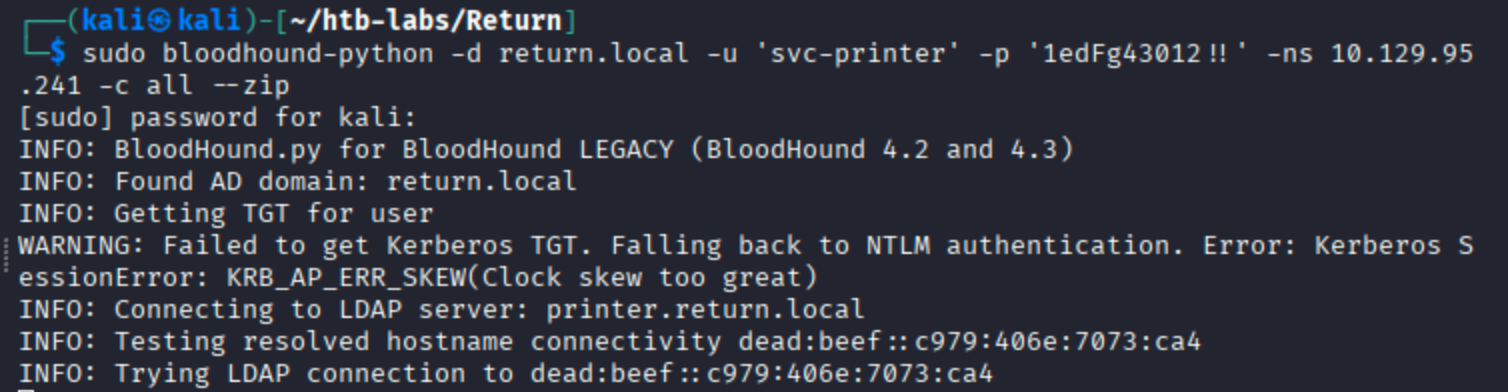 ┌──(kali㉿kali)-[~/htb-labs/Return]
└─$ sudo bloodhound-python -d return.local -u 'svc-printer' -p '1edFg43012!!' -ns 10.129.95
.241 -c all --zip
[sudo] password for kali:
INFO: BloodHound.py for BloodHound LEGACY (BloodHound 4.2 and 4.3)
INFO: Found AD domain: return.local
INFO: Getting TGT for user
WARNING: Failed to get Kerberos TGT. Falling back to NTLM authentication. Error: Kerberos S
essionError: KRB_AP_ERR_SKEW(Clock skew too great)
INFO: Connecting to LDAP server: printer.return.local
INFO: Testing resolved hostname connectivity dead:beef::c979:406e:7073:ca4
INFO: Trying LDAP connection to dead:beef::c979:406e:7073:ca4